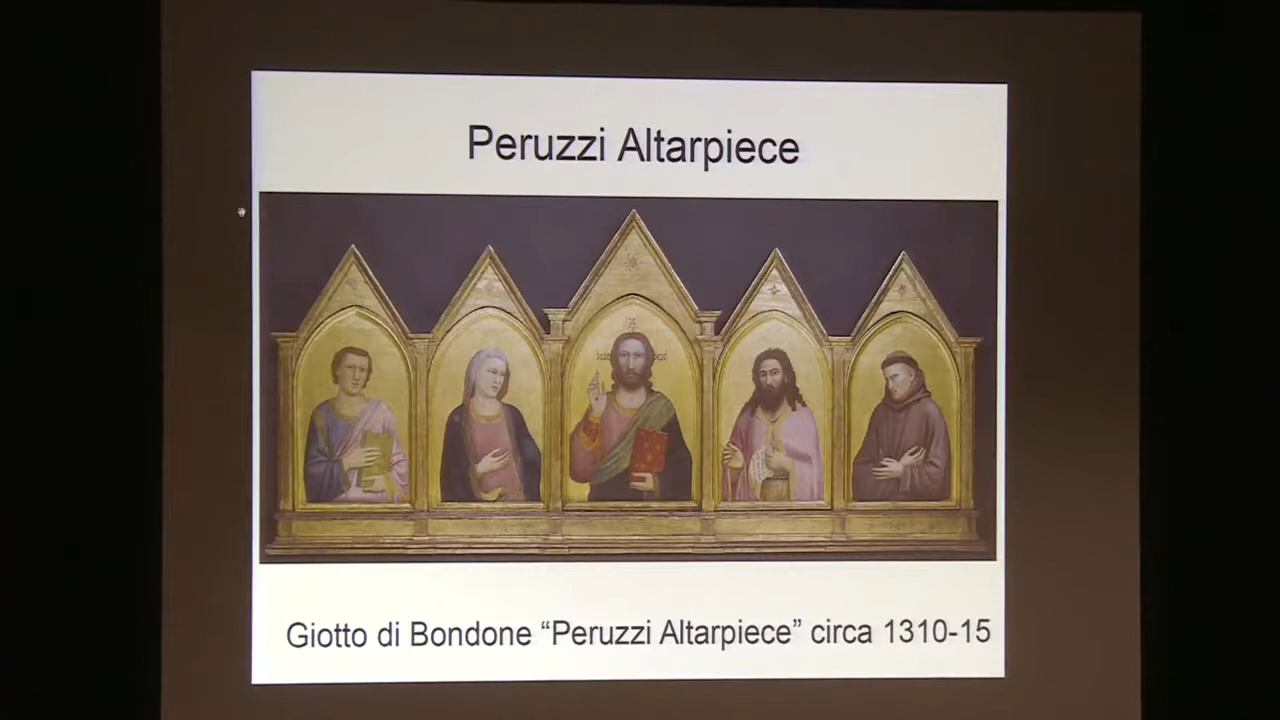 Peruzzi Altarpiece
Giotto di Bondone “Peruzzi Altarpiece” circa 1310-15